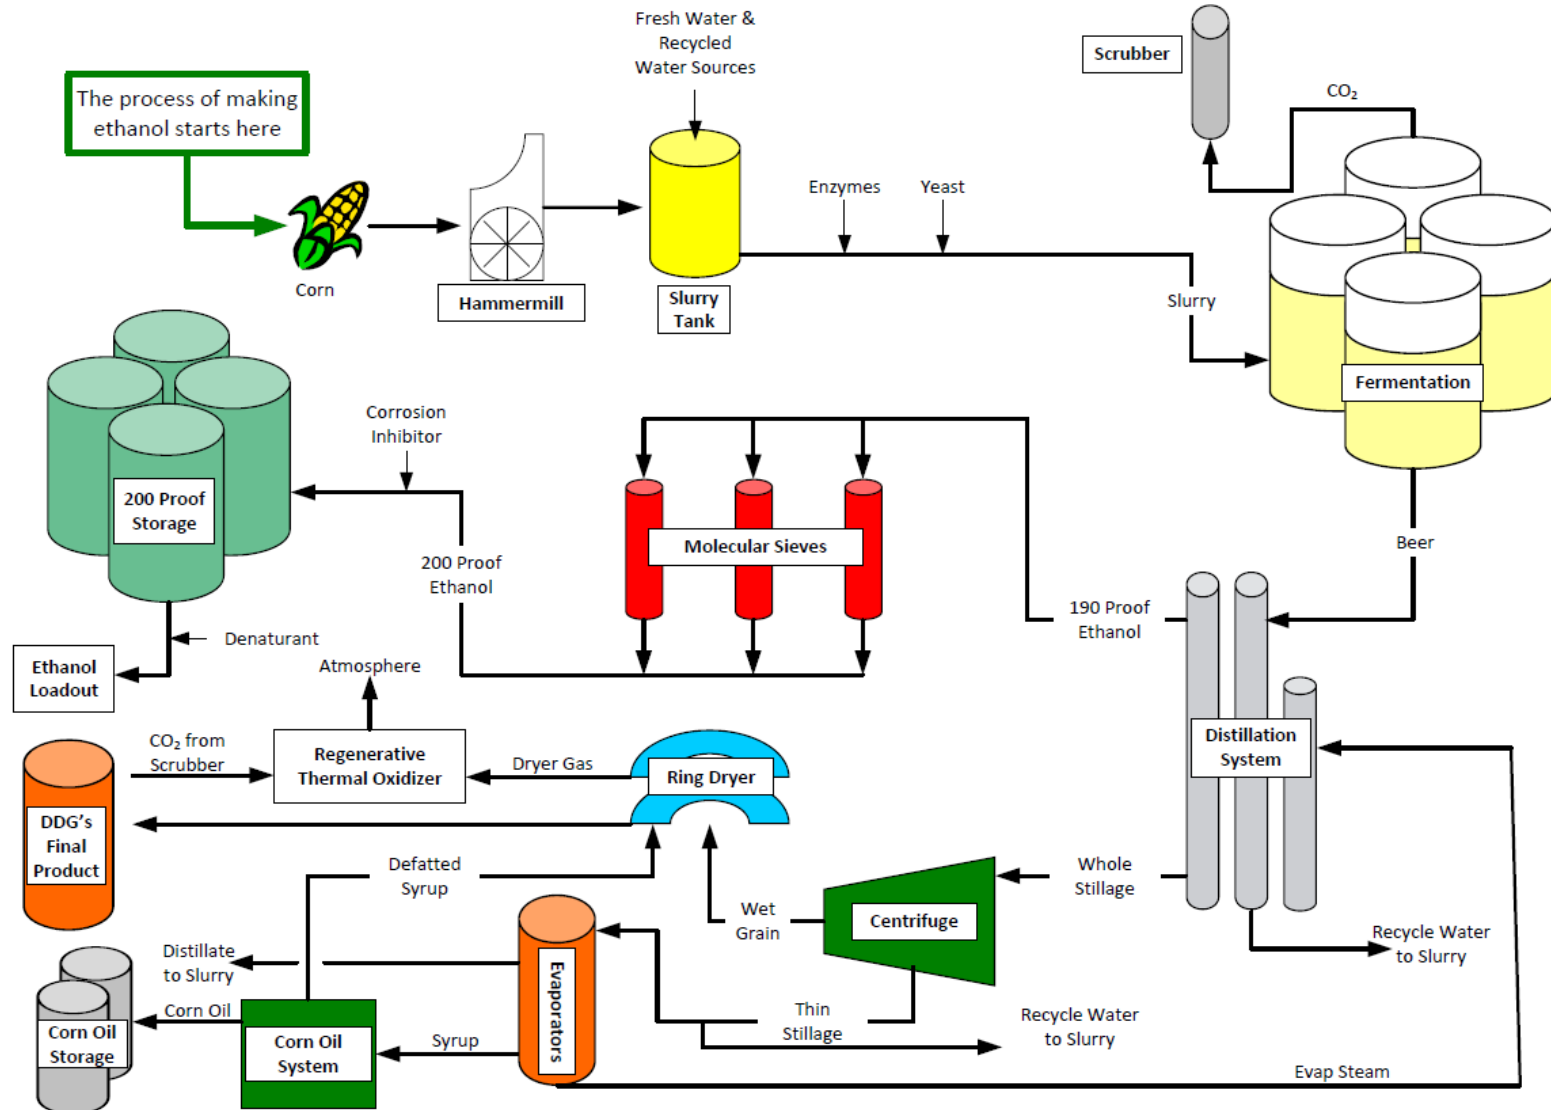 Fresh Water &
Recycled
Water Sources
Scrubber
CO₂
The process of making
ethanol starts here
Enzymes
Yeast
Corn
Hammermill
Slurry
Tank
Slurry
Fermentation
Corrosion
Inhibitor
200 Proof
Storage
200 Proof
Ethanol
Molecular Sieves
Beer
190 Proof
Ethanol
Denaturant
Ethanol
Loadout
Atmosphere
CO₂ from
Scrubber
Regenerative
Thermal Oxidizer
Dryer Gas
Ring Dryer
Distillation
System
DDG's
Final
Product
Defatted
Syrup
Whole
Stillage
Wet
Grain
Centrifuge
Recycle Water
to Slurry
Distillate
to Slurry
Evaporators
Corn Oil
Thin
Stillage
Recycle Water
to Slurry
Corn Oil
Storage
Corn Oil
System
Syrup
Evap Steam